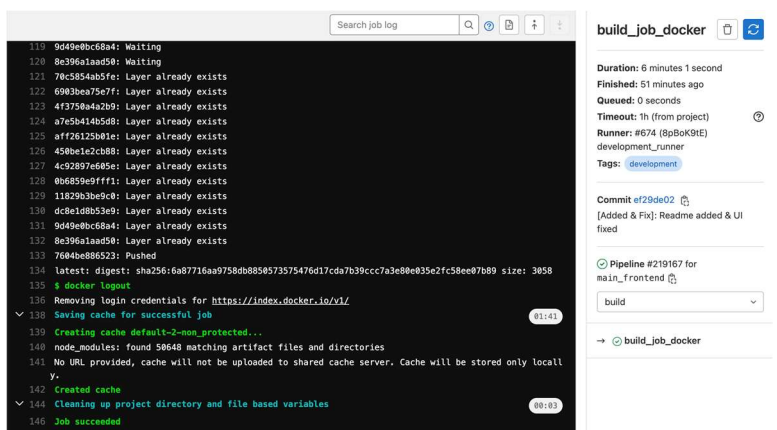 Search job log
119 9d49e0bc68a4: Waiting
120 8e396a1aad50: Waiting
121 70c5854ab5fe: Layer already exists
122 6903bea75e7f: Layer already exists
123 4f3750a4a2b9: Layer already exists
124 a7e5b414b5d8: Layer already exists
125 aff26125b01e: Layer already exists
126 450be1e2cb88: Layer already exists
127 4c92897e605e: Layer already exists
128 0b6859e9fff1: Layer already exists
129 11829b3be9c0: Layer already exists
130 dc8e1d8b53e9: Layer already exists
131 9d49e0bc68a4: Layer already exists
132 8e396a1aad50: Layer already exists
133 7604be886523: Pushed
134 latest: digest: sha256:6a87716aa9758db8850573575476d17cda7b39ccc7a3e80e035e2fc58ee07b89 size: 3058
135 $ docker logout
136 Removing login credentials for https://index.docker.io/v1/
138 Saving cache for successful job 01:41
139 Creating cache default-2-non_protected...
140 node_modules: found 50648 matching artifact files and directories
141 No URL provided, cache will not be uploaded to shared cache server. Cache will be stored only locall
y.
142 Created cache
144 Cleaning up project directory and file based variables 00:03
146 Job succeeded
build_job_docker
Duration: 6 minutes 1 second
Finished: 51 minutes ago
Queued: 0 seconds
Timeout: 1h (from project)
Runner: #674 (8pBoK9tE)
development_runner
Tags: development
Commit ef29de02
[Added & Fix]: Readme added & UI
fixed
Pipeline #219167 for
main_frontend
build
→ build_job_docker